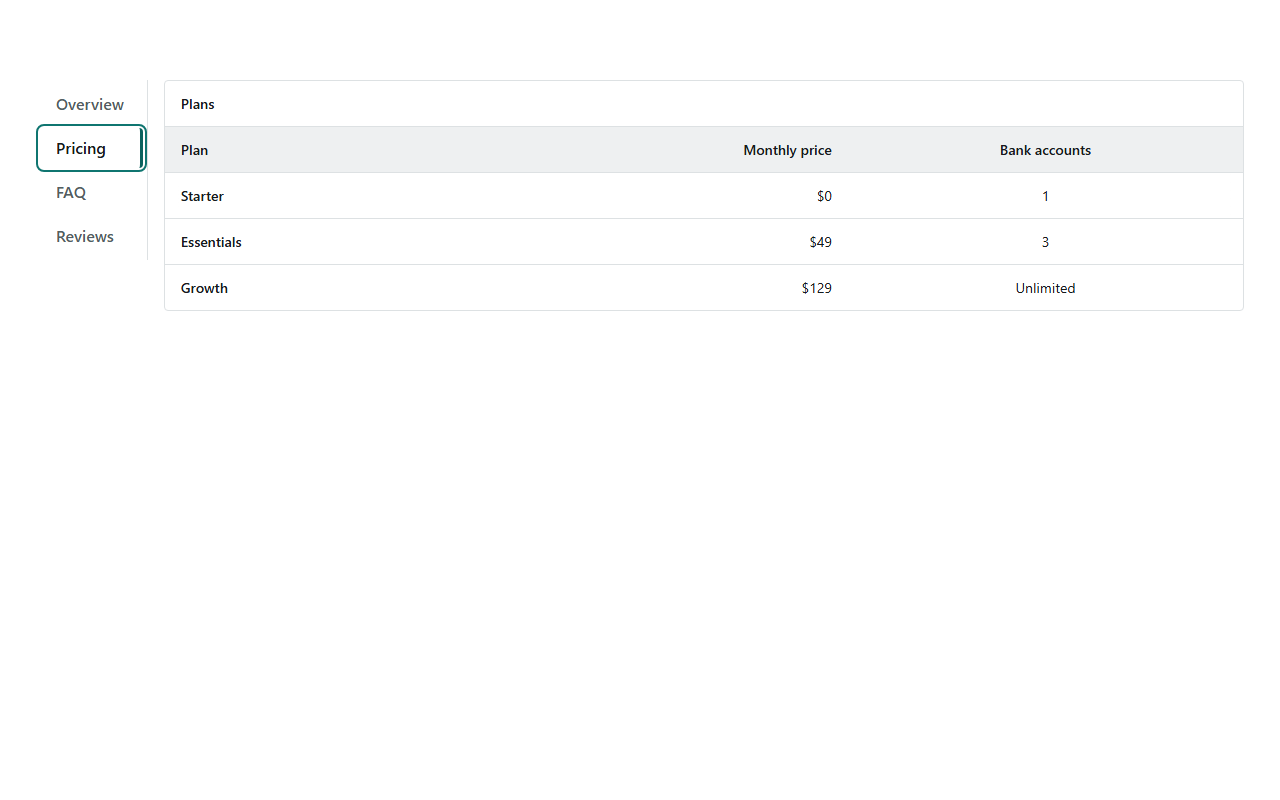 Overview
Pricing
FAQ
Reviews
Plans
Plan Monthly price Bank accounts
Starter $0 1
Essentials $49 3
Growth $129 Unlimited